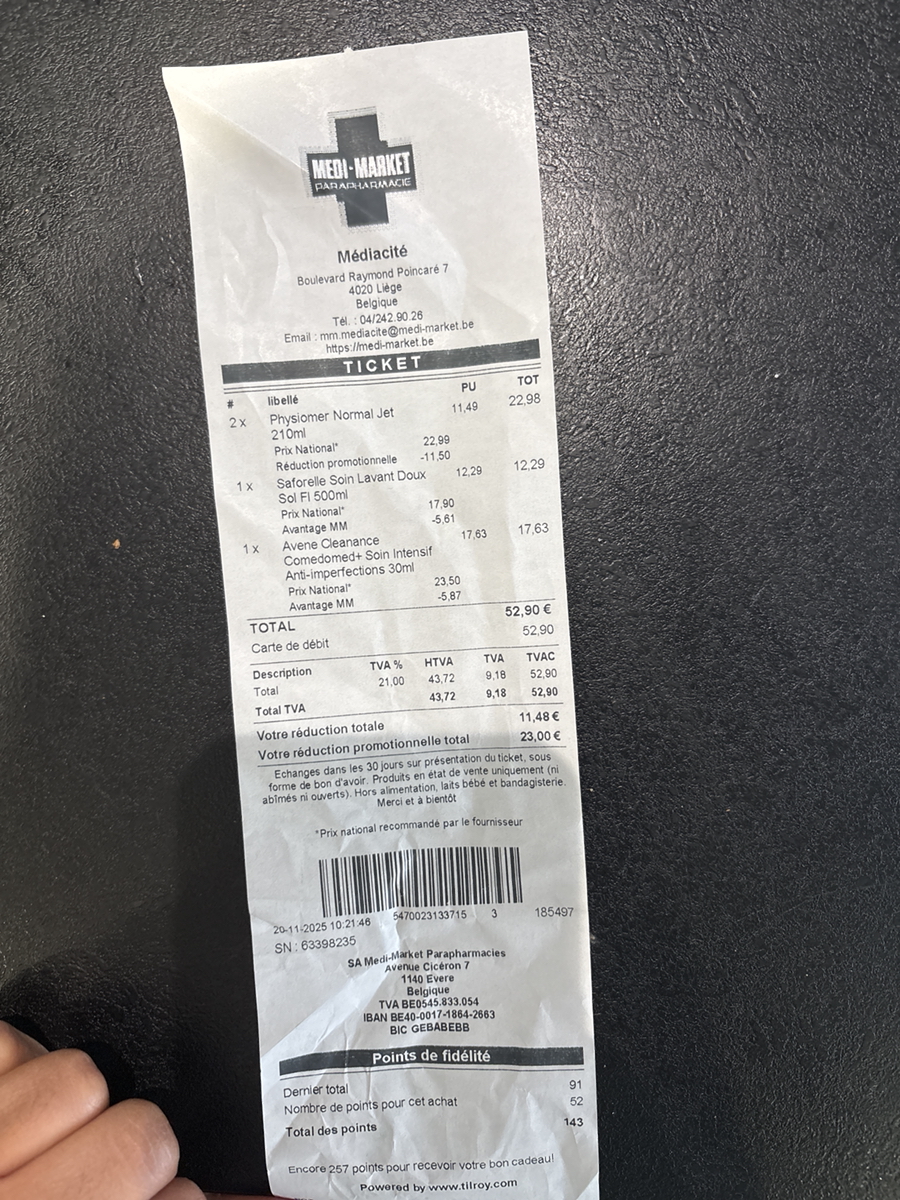 MEDI-MARKET
PARAPHARMACIE
Médiacité
Boulevard Raymond Poincaré 7
4020 Liège
Belgique
Tél. : 04/242.90.26
Email : mm.mediacite@medi-market.be
https://medi-market.be
TICKET
# libellé PU TOT
2 x Physiomer Normal Jet 11,49 22,98
210ml
Prix National* 22,99
Réduction promotionnelle -11,50
1 x Saforelle Soin Lavant Doux 12,29 12,29
Sol Fl 500ml
Prix National* 17,90
Avantage MM -5,61
1 x Avene Cleanance 17,63 17,63
Comedomed+ Soin Intensif
Anti-imperfections 30ml
Prix National* 23,50
Avantage MM -5,87
TOTAL 52,90 €
Carte de débit 52,90
Description TVA % HTVA TVA TVAC
Total 21,00 43,72 9,18 52,90
Total TVA 43,72 9,18 52,90
Votre réduction totale 11,48 €
Votre réduction promotionnelle total 23,00 €
Echanges dans les 30 jours sur présentation du ticket, sous
forme de bon d'avoir. Produits en état de vente uniquement (ni
abîmés ni ouverts). Hors alimentation, laits bébé et bandagisterie.
Merci et à bientôt
*Prix national recommandé par le fournisseur
20-11-2025 10:21:46 5470023133715 3 185497
SN : 63398235
SA Medi-Market Parapharmacies
Avenue Cicéron 7
1140 Evere
Belgique
TVA BE0545.833.054
IBAN BE40-0017-1864-2663
BIC GEBABEBB
Points de fidélité
Dernier total 91
Nombre de points pour cet achat 52
Total des points 143
Encore 257 points pour recevoir votre bon cadeau!
Powered by www.tilroy.com